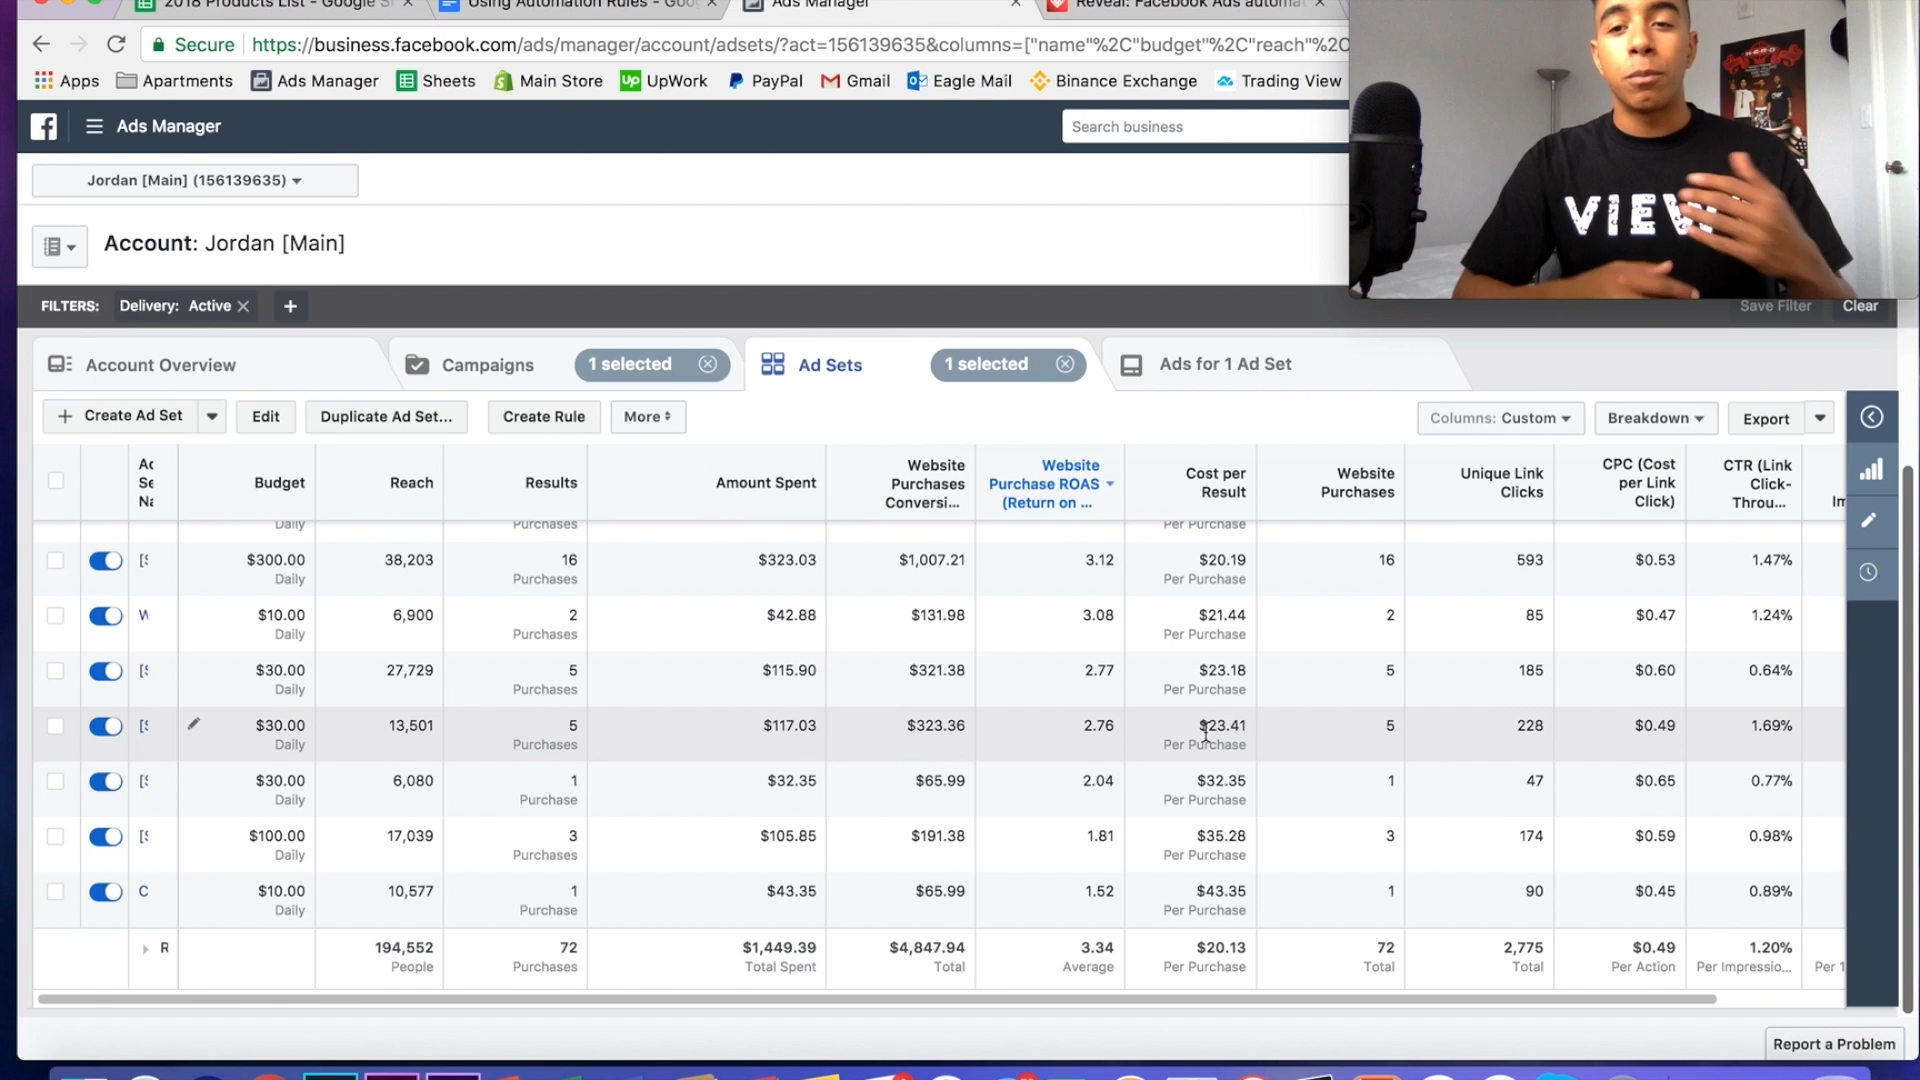 2018 Products List - Google S
Using Automation Rules - Goog
Ads Manager
Reveal: Facebook Ads automat
Secure https://business.facebook.com/ads/manager/account/adsets/?act=156139635&columns=["name"%2C"budget"%2C"reach"%2C
Apps Apartments Ads Manager Sheets Main Store UpWork PayPal Gmail Eagle Mail Binance Exchange Trading View
Ads Manager
Search business
Jordan [Main] (156139635)
Account: Jordan [Main]
VIEW
FILTERS: Delivery: Active +
Save Filter Clear
Account Overview Campaigns 1 selected Ad Sets 1 selected Ads for 1 Ad Set
+ Create Ad Set Edit Duplicate Ad Set... Create Rule More Columns: Custom Breakdown Export
Ac Se Na Budget Reach Results Amount Spent Website Purchases Conversi... Website Purchase ROAS (Return on ... Cost per Result Website Purchases Unique Link Clicks CPC (Cost per Link Click) CTR (Link Click-Throu... Im
Daily Purchases Per Purchase
[S $300.00 38,203 16 $323.03 $1,007.21 3.12 $20.19 16 593 $0.53 1.47%
Daily Purchases Per Purchase
W $10.00 6,900 2 $42.88 $131.98 3.08 $21.44 2 85 $0.47 1.24%
Daily Purchases Per Purchase
[S $30.00 27,729 5 $115.90 $321.38 2.77 $23.18 5 185 $0.60 0.64%
Daily Purchases Per Purchase
[S $30.00 13,501 5 $117.03 $323.36 2.76 $23.41 5 228 $0.49 1.69%
Daily Purchases Per Purchase
[S $30.00 6,080 1 $32.35 $65.99 2.04 $32.35 1 47 $0.65 0.77%
Daily Purchase Per Purchase
[S $100.00 17,039 3 $105.85 $191.38 1.81 $35.28 3 174 $0.59 0.98%
Daily Purchases Per Purchase
C $10.00 10,577 1 $43.35 $65.99 1.52 $43.35 1 90 $0.45 0.89%
Daily Purchase Per Purchase
R 194,552 72 $1,449.39 $4,847.94 3.34 $20.13 72 2,775 $0.49 1.20%
People Purchases Total Spent Total Average Per Purchase Total Total Per Action Per Impressio... Per 1
Report a Problem